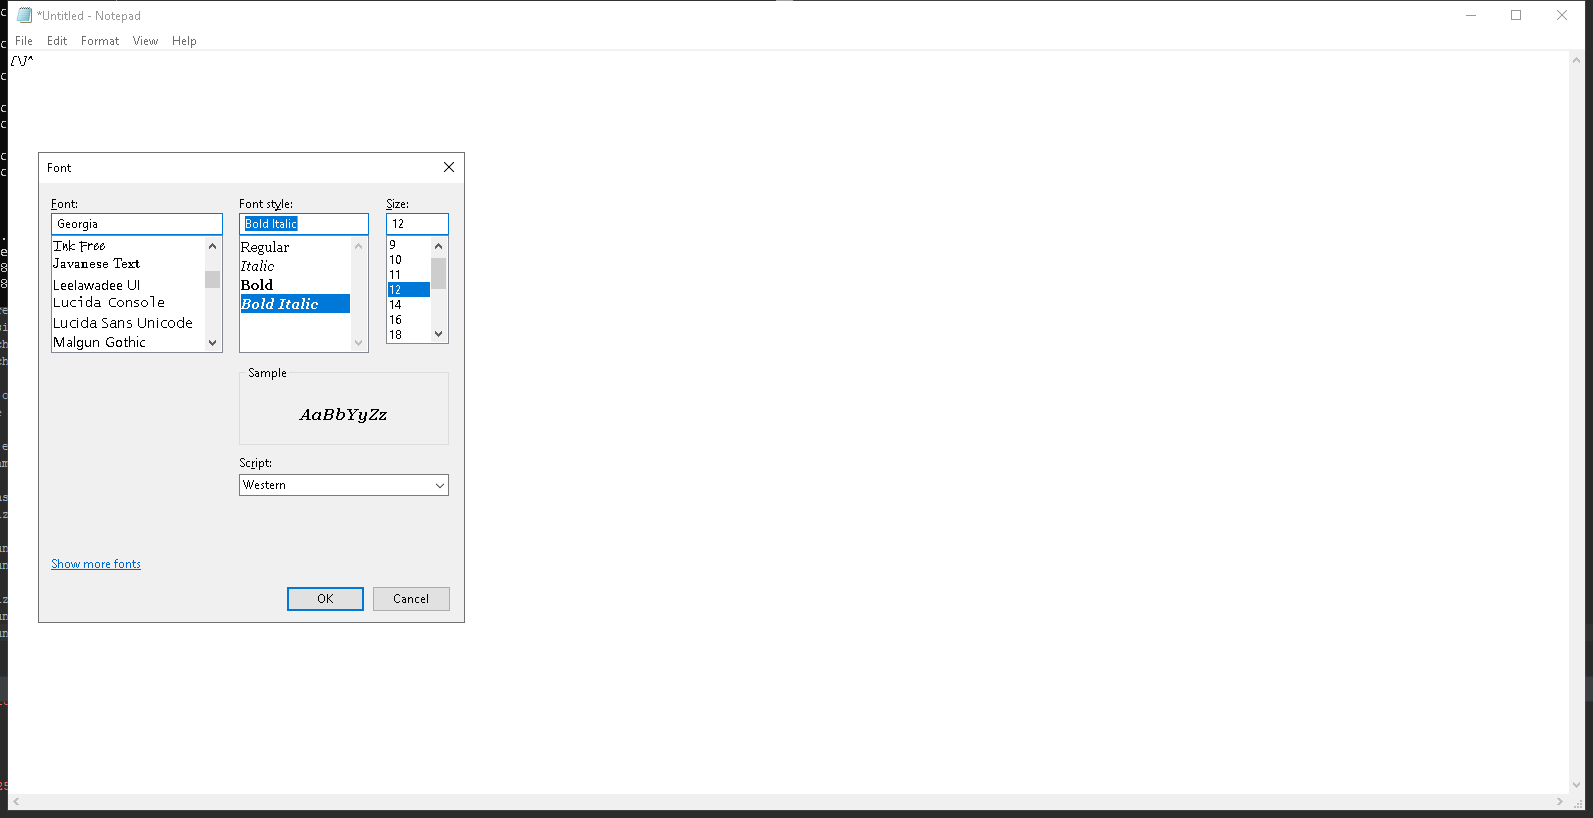 *Untitled - Notepad
File Edit Format View Help
[\]^
Font
Font:
Georgia
Ink Free
Javanese Text
Leelawadee UI
Lucida Console
Lucida Sans Unicode
Malgun Gothic
Font style:
Bold Italic
Regular
Italic
Bold
Bold Italic
Size:
12
9
10
11
12
14
16
18
Sample
AaBbYyZz
Script:
Western
Show more fonts
OK Cancel